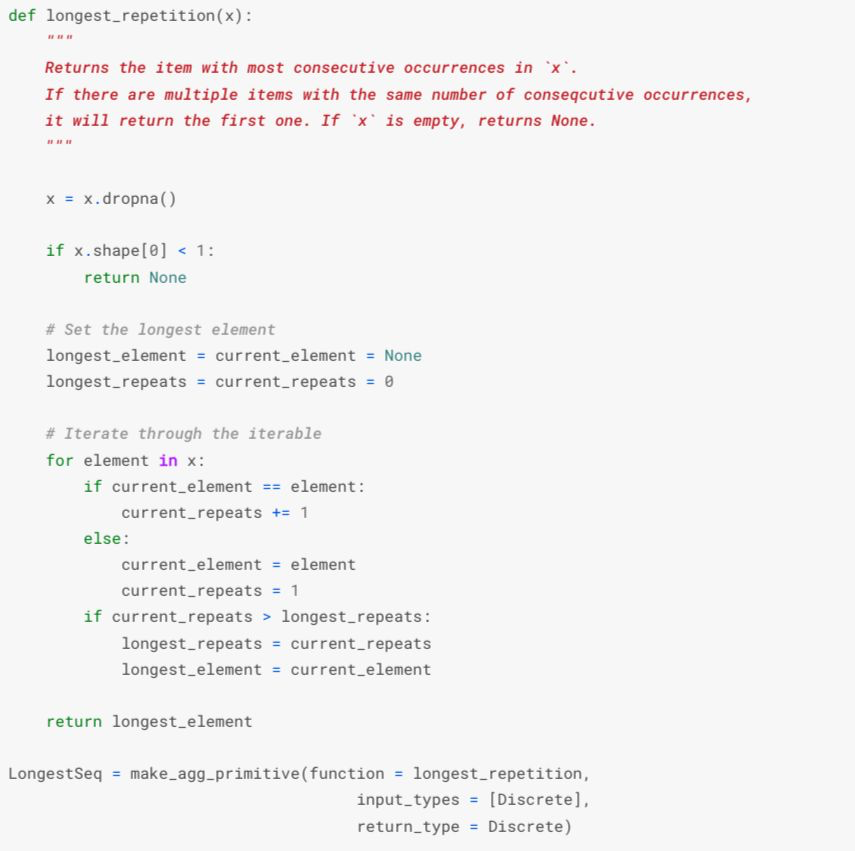 def longest_repetition(x):
    """
    Returns the item with most consecutive occurrences in `x`.
    If there are multiple items with the same number of conseqcutive occurrences,
    it will return the first one. If `x` is empty, returns None.
    """
    x = x.dropna()
    if x.shape[0] < 1:
        return None
    # Set the longest element
    longest_element = current_element = None
    longest_repeats = current_repeats = 0
    # Iterate through the iterable
    for element in x:
        if current_element == element:
            current_repeats += 1
        else:
            current_element = element
            current_repeats = 1
        if current_repeats > longest_repeats:
            longest_repeats = current_repeats
            longest_element = current_element
    return longest_element
LongestSeq = make_agg_primitive(function = longest_repetition,
                                     input_types = [Discrete],
                                     return_type = Discrete)